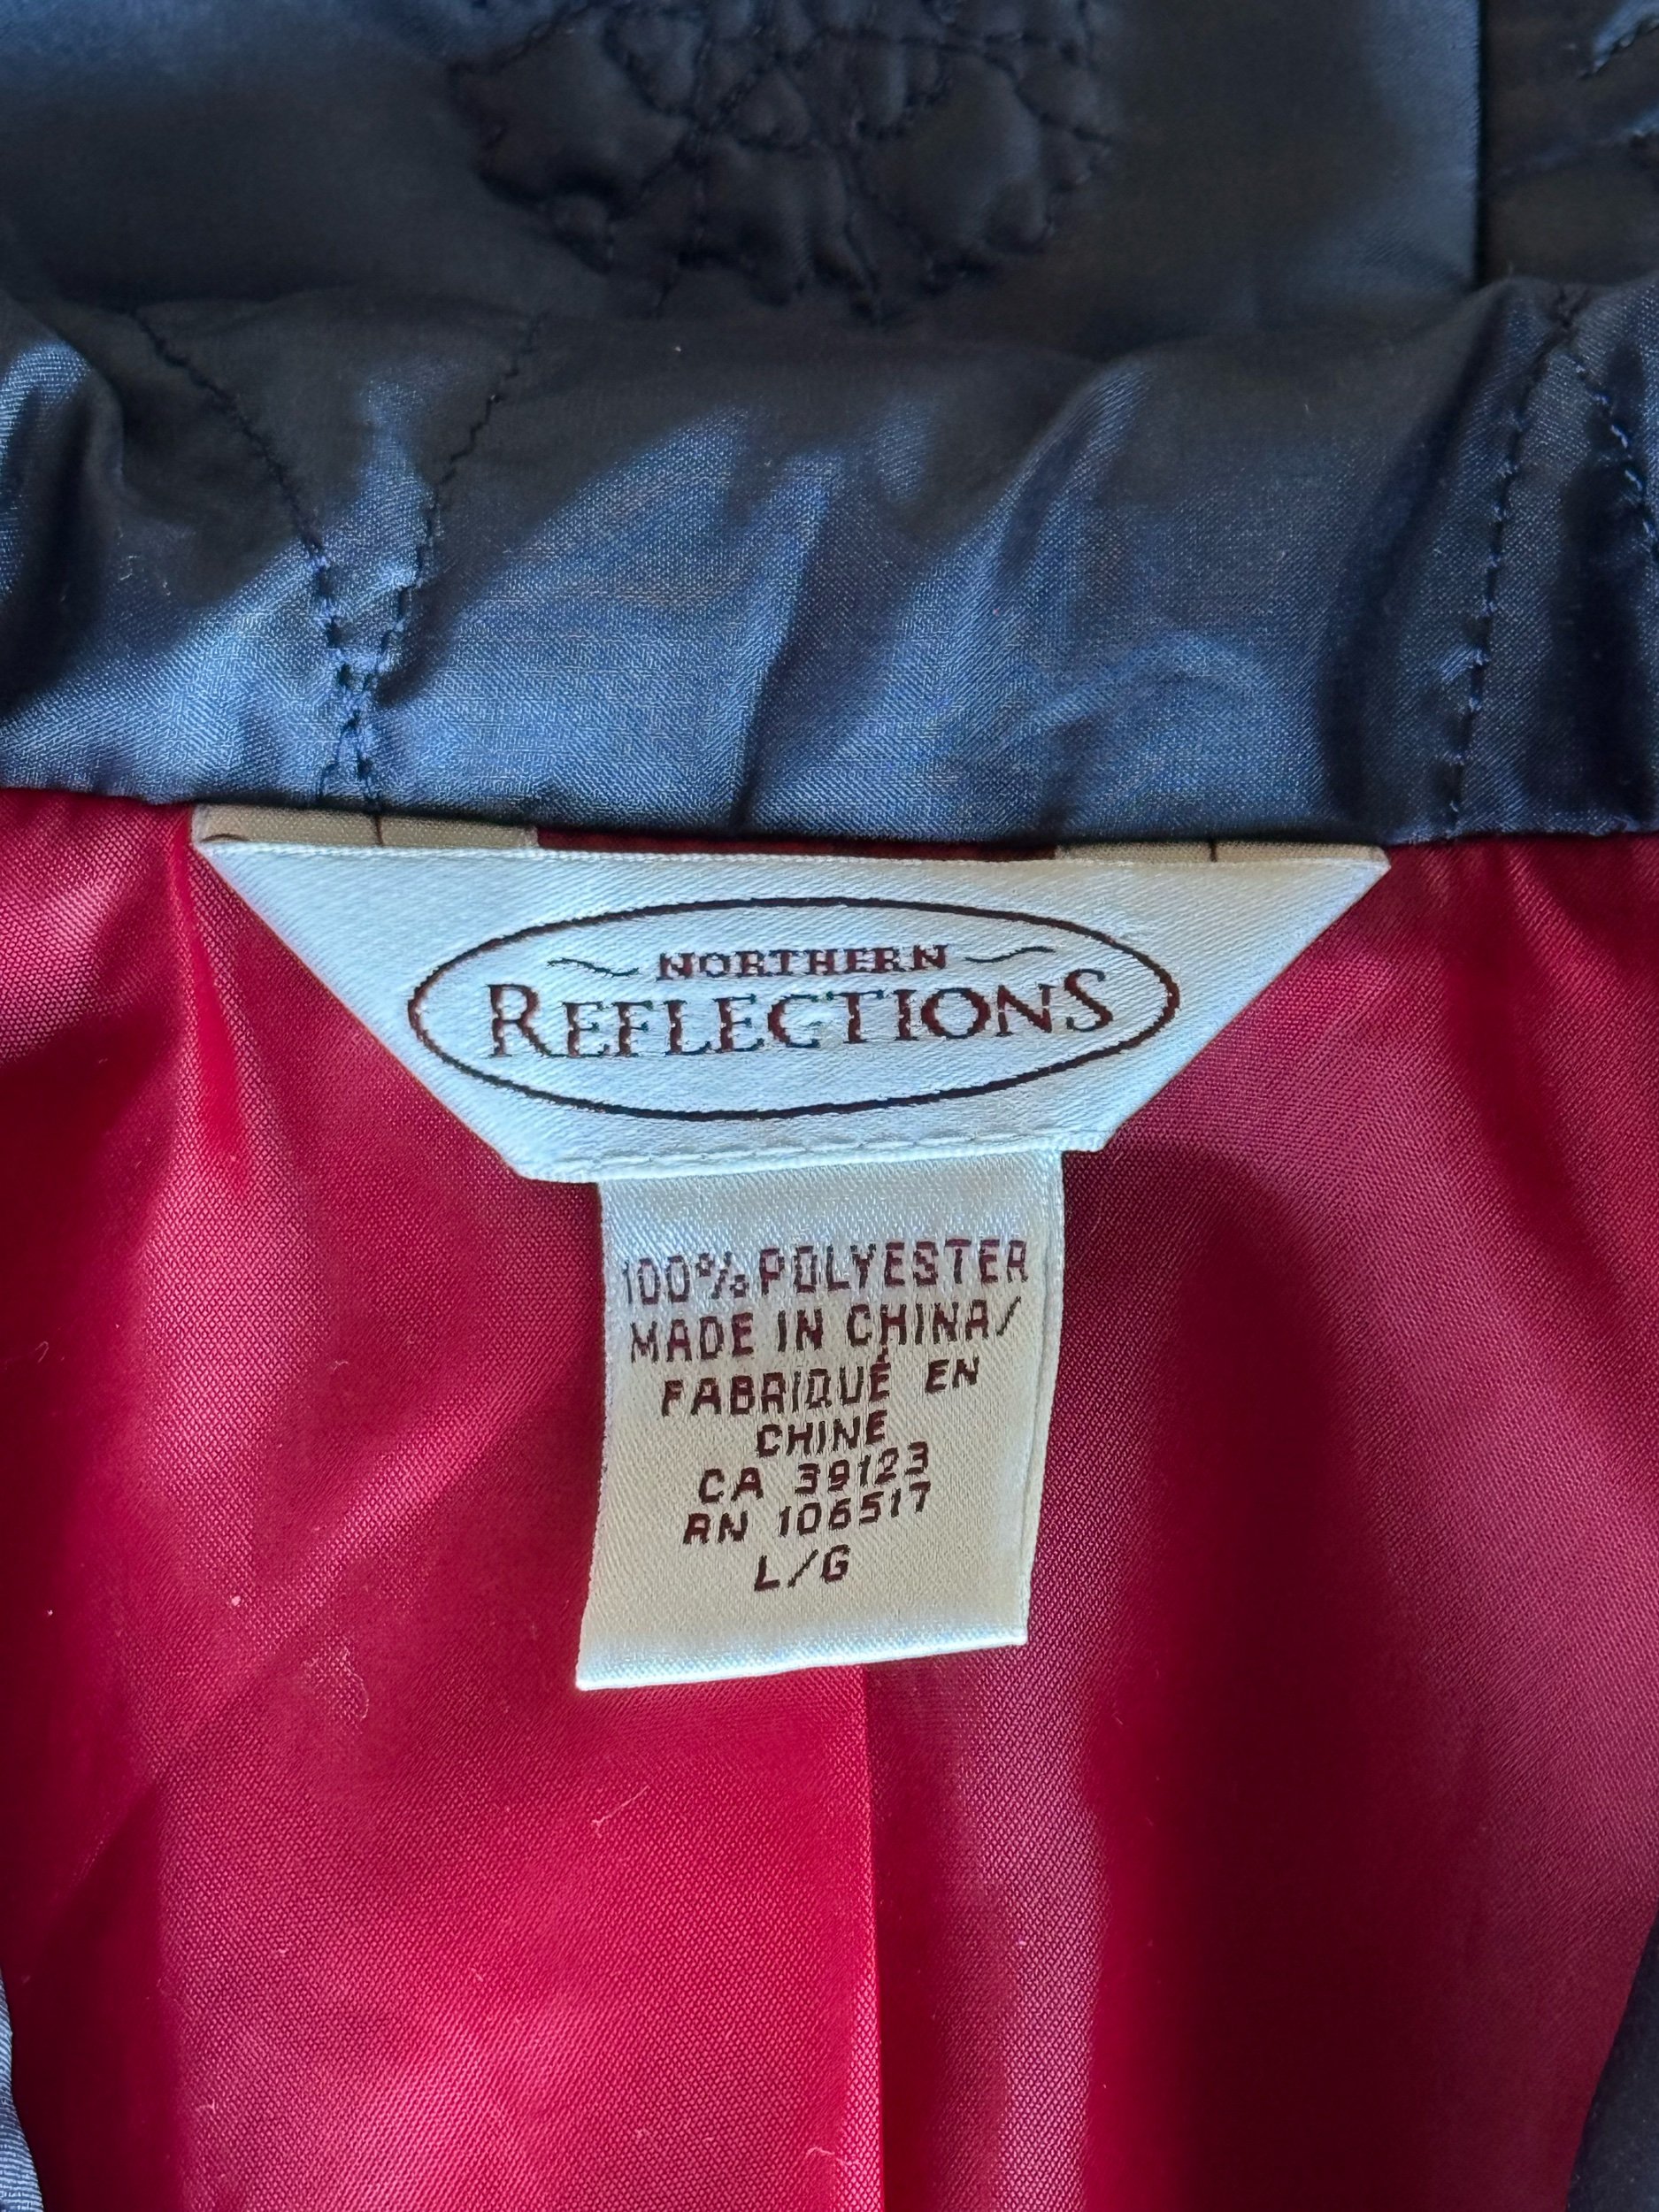 NORTHERN
REFLECTIONS
100% POLYESTER
MADE IN CHINA/
FABRIQUÉ EN
CHINE
CA 39123
RN 106517
L/G